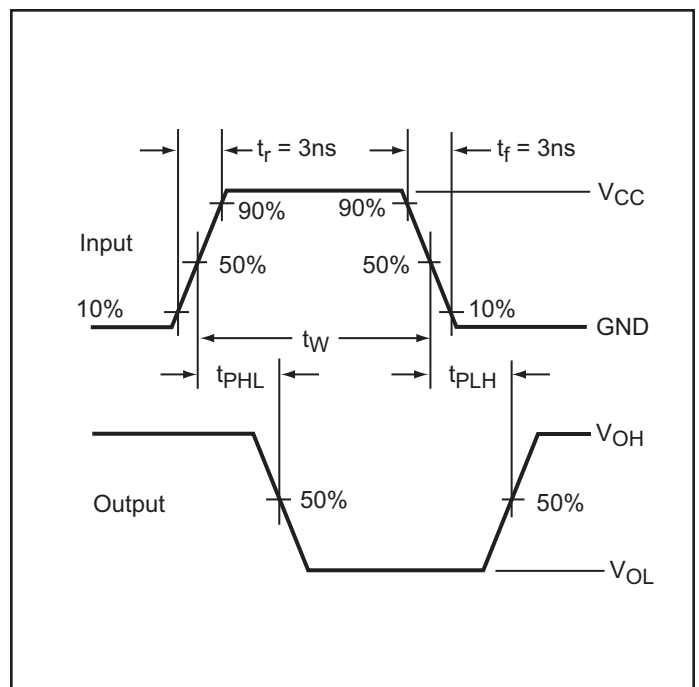 tr = 3ns
tf = 3ns
VCC
90%
90%
Input
50%
50%
10%
10%
GND
tW
tPHL
tPLH
VOH
Output
50%
50%
VOL